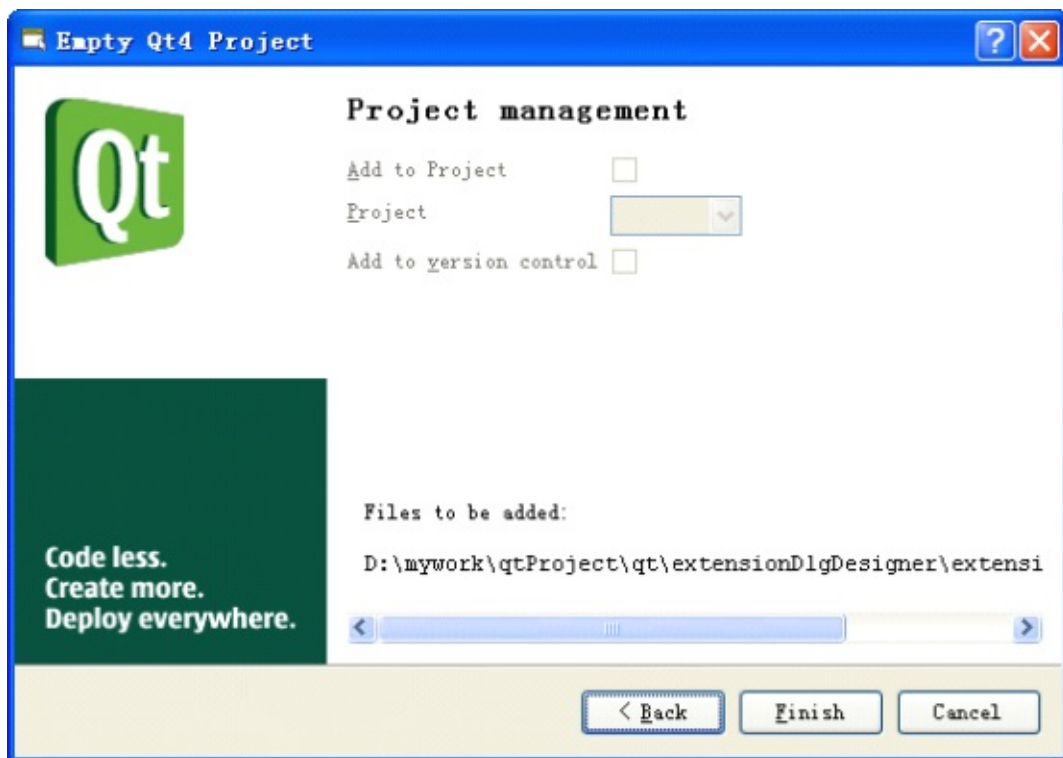 Empty Qt4 Project
Qt
Project management
Add to Project
Project
Add to version control
Files to be added:
D:\mywork\qtProject\qt\extensionDlgDesigner\extensi
Code less.
Create more.
Deploy everywhere.
< Back
Finish
Cancel